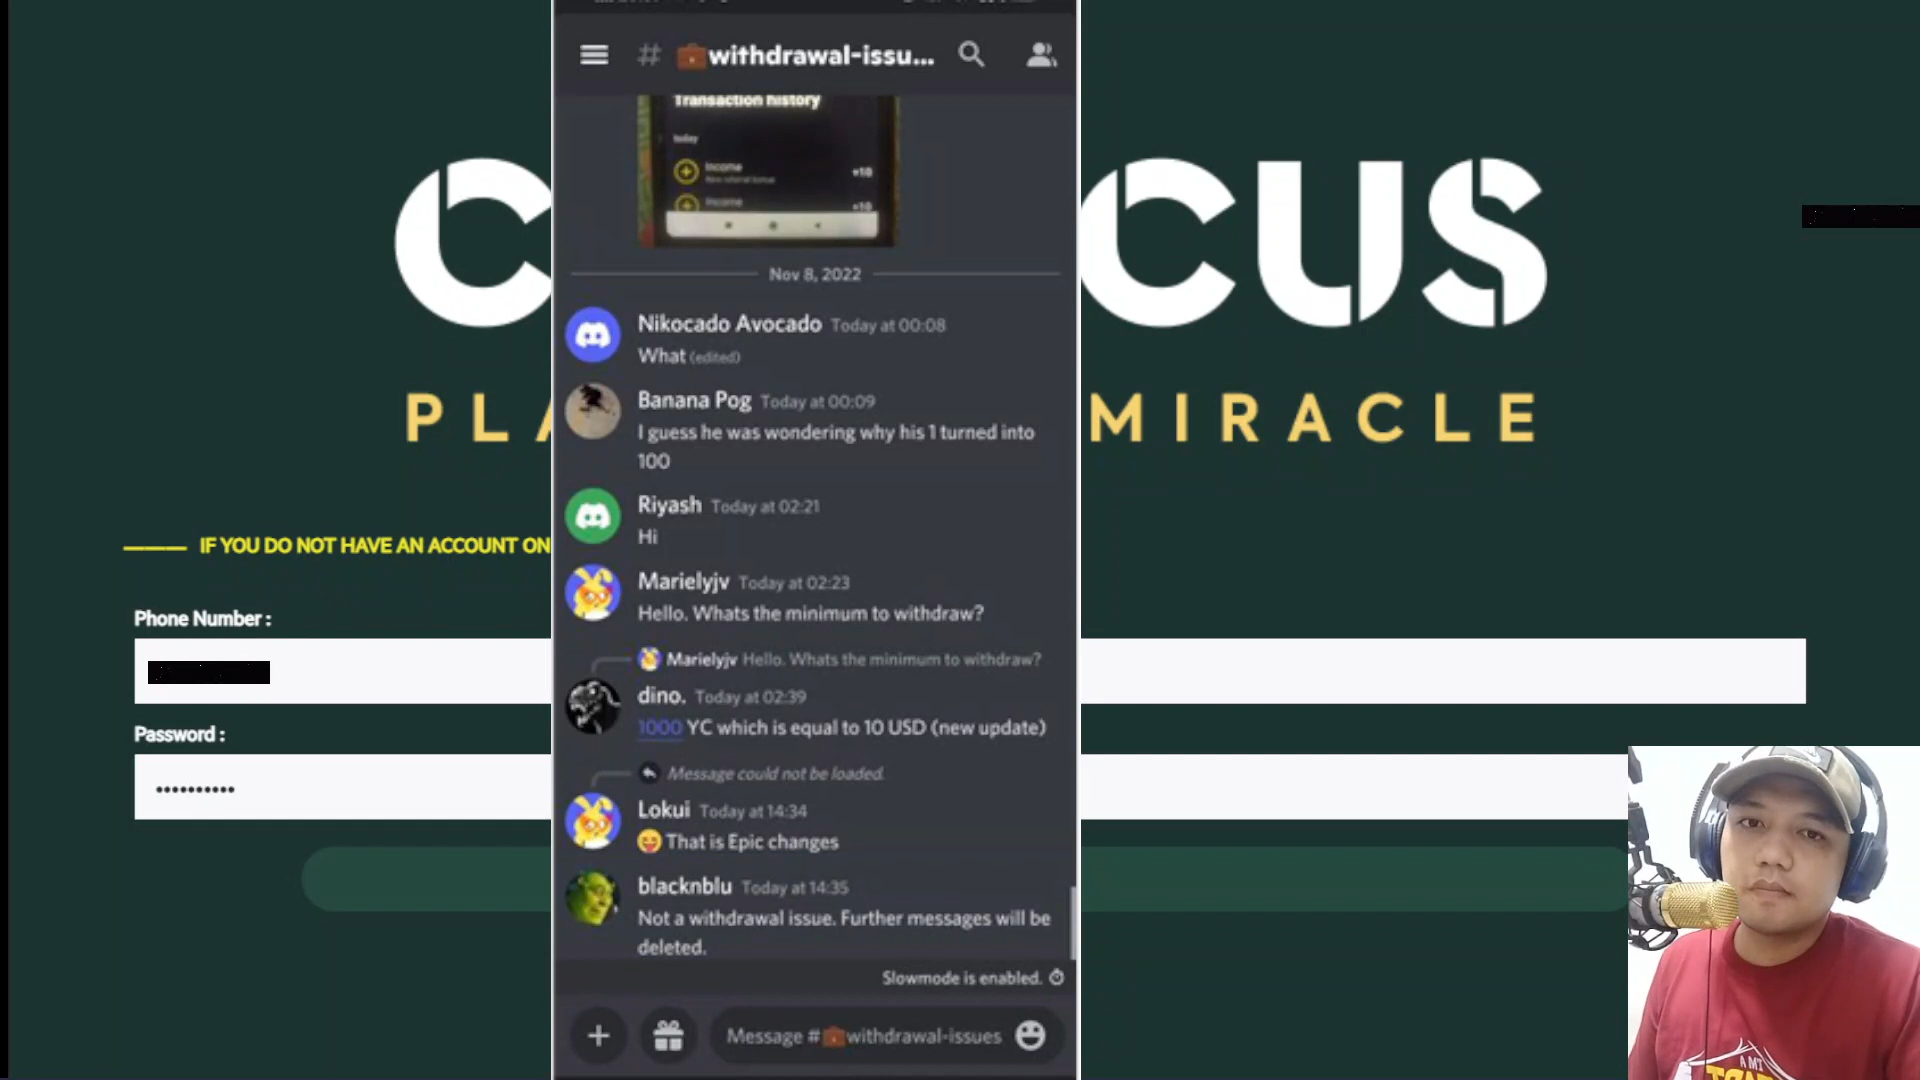 # 💼withdrawal-issu...
Transaction history
today
Income +10
New referral bonus
Income +10
Nov 8, 2022
Nikocado Avocado Today at 00:08
What (edited)
Banana Pog Today at 00:09
I guess he was wondering why his 1 turned into
100
Riyash Today at 02:21
Hi
Marielyjv Today at 02:23
Hello. Whats the minimum to withdraw?
Marielyjv Hello. Whats the minimum to withdraw?
dino. Today at 02:39
1000 YC which is equal to 10 USD (new update)
Message could not be loaded.
Lokui Today at 14:34
😝 That is Epic changes
blacknblu Today at 14:35
Not a withdrawal issue. Further messages will be
deleted.
Slowmode is enabled.
Message #💼withdrawal-issues
C CUS
PLA MIRACLE
IF YOU DO NOT HAVE AN ACCOUNT ON
Phone Number :
Password :